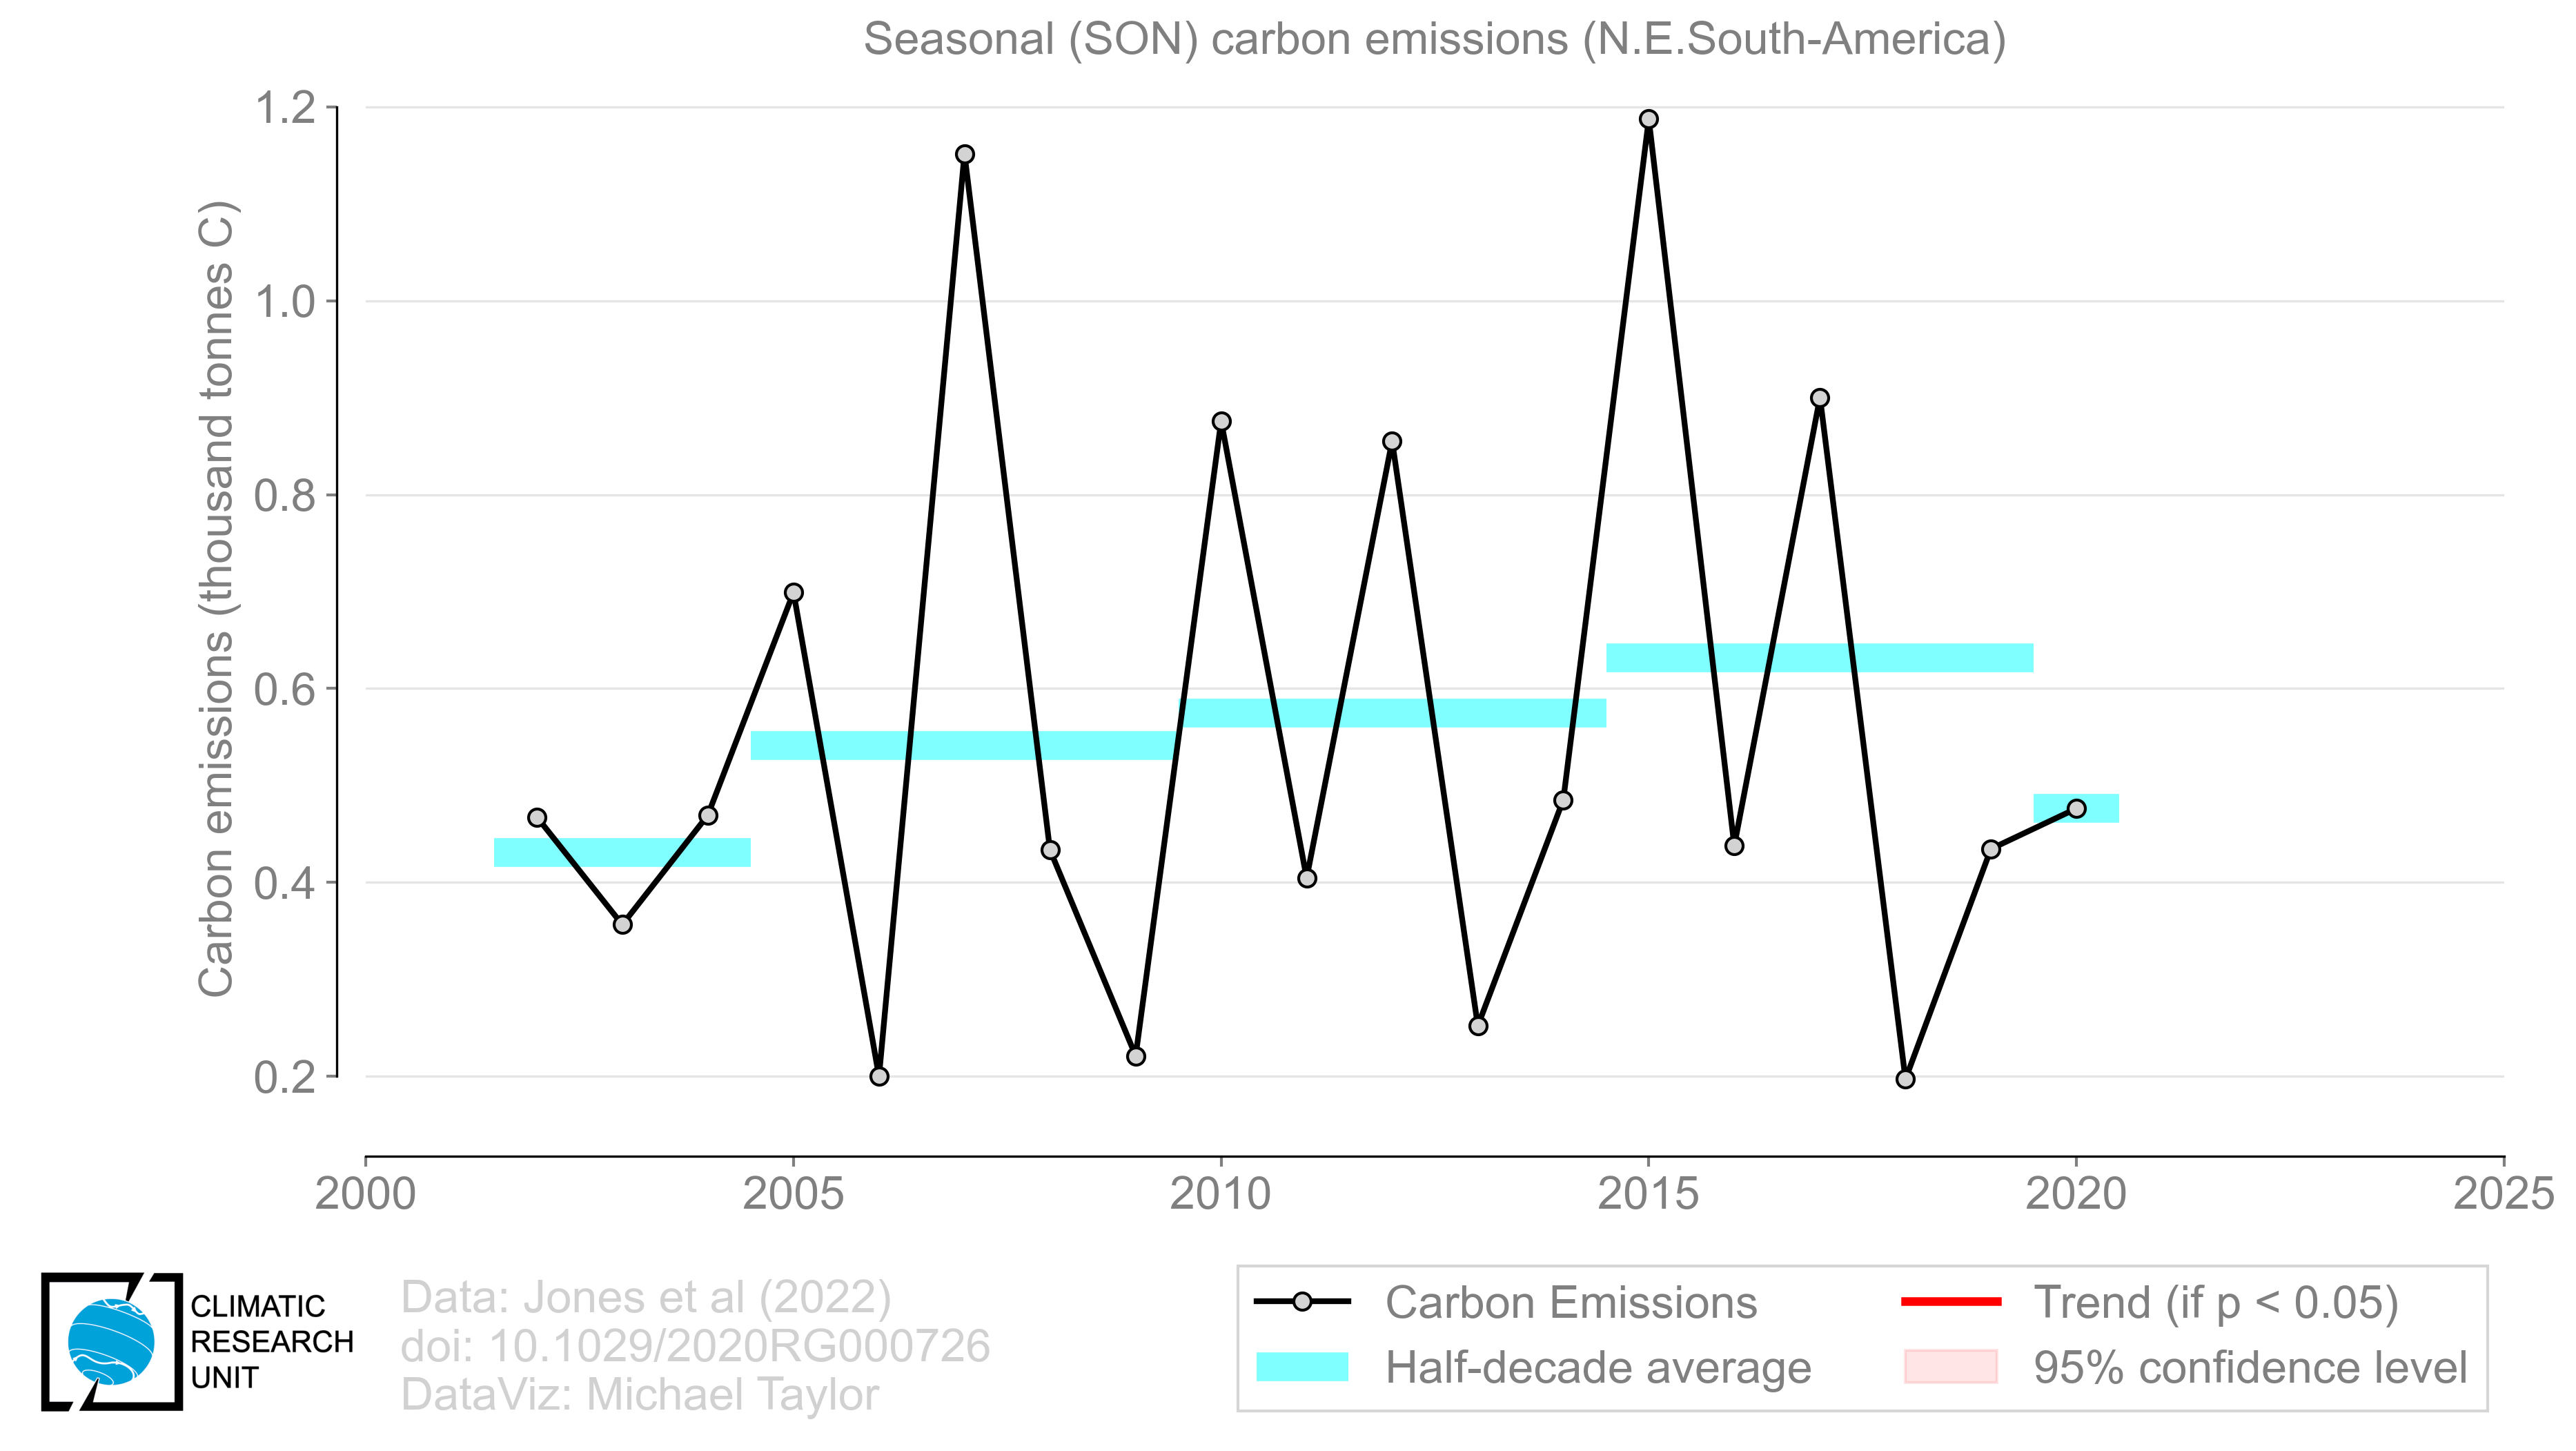 Seasonal (SON) carbon emissions (N.E.South-America)
Carbon emissions (thousand tonnes C)
1.2
1.0
0.8
0.6
0.4
0.2
2000 2005 2010 2015 2020 2025
CLIMATIC
RESEARCH
UNIT
Data: Jones et al (2022)
doi: 10.1029/2020RG000726
DataViz: Michael Taylor
Carbon Emissions
Half-decade average
Trend (if p < 0.05)
95% confidence level